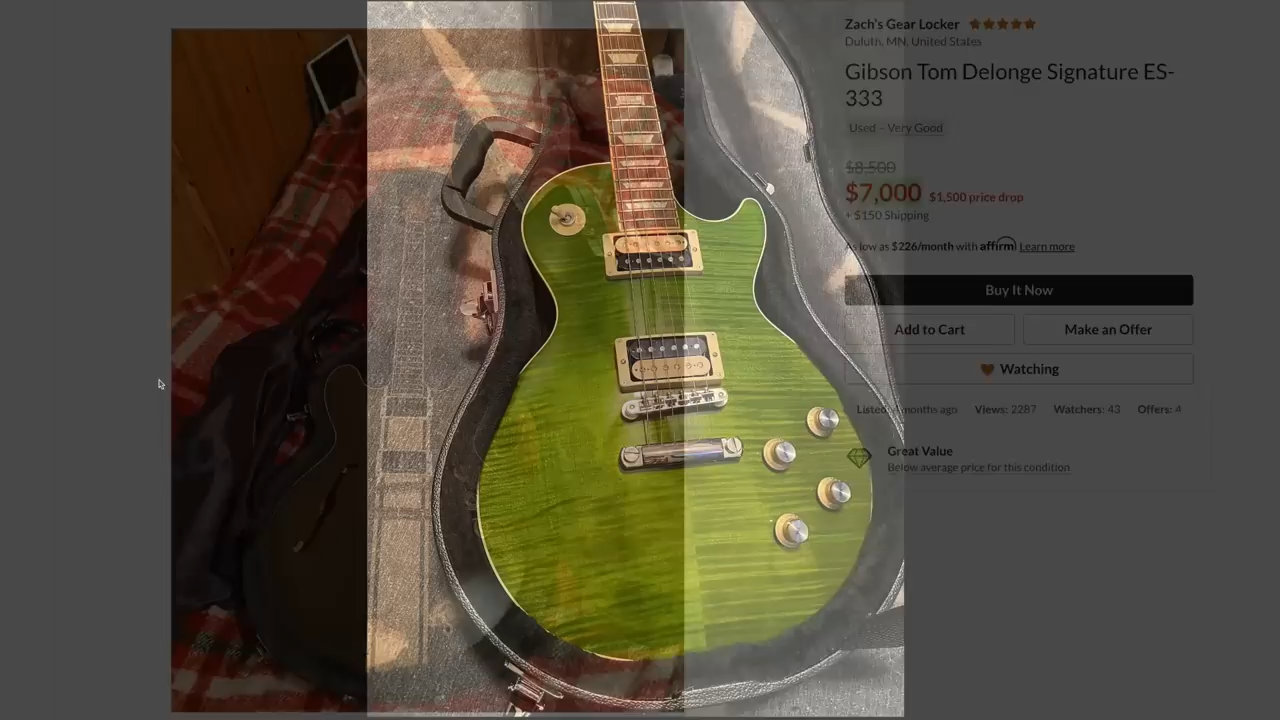 Zach's Gear Locker
Duluth, MN, United States
Gibson Tom Delonge Signature ES-
333
Used – Very Good
$8,500
$7,000 $1,500 price drop
+ $150 Shipping
As low as $226/month with affirm Learn more
Buy It Now
Add to Cart
Make an Offer
Watching
Listed: 4 months ago Views: 2287 Watchers: 43 Offers: 4
Great Value
Below average price for this condition